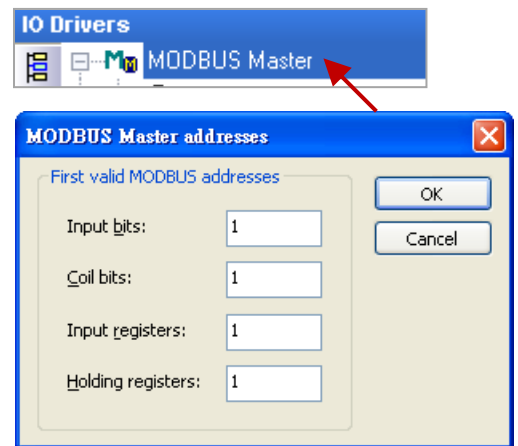 IO Drivers
MODBUS Master
MODBUS Master addresses
First valid MODBUS addresses
OK
Input bits: 1
Cancel
Coil bits: 1
Input registers: 1
Holding registers: 1